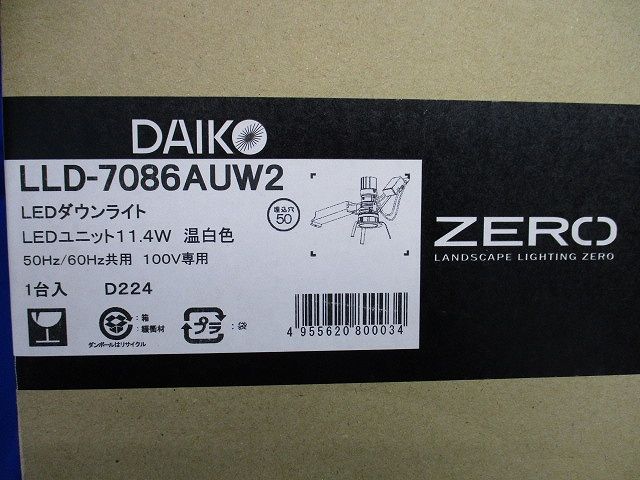 DAIKO
LLD-7086AUW2
LEDダウンライト
LEDユニット11.4W 温白色
50Hz/60Hz共用 100V専用
埋込穴
50
1台入 D224
:箱
:緩衝材
ダンボールはリサイクル
プラ
:袋
4 955620 800034
ZERO
LANDSCAPE LIGHTING ZERO